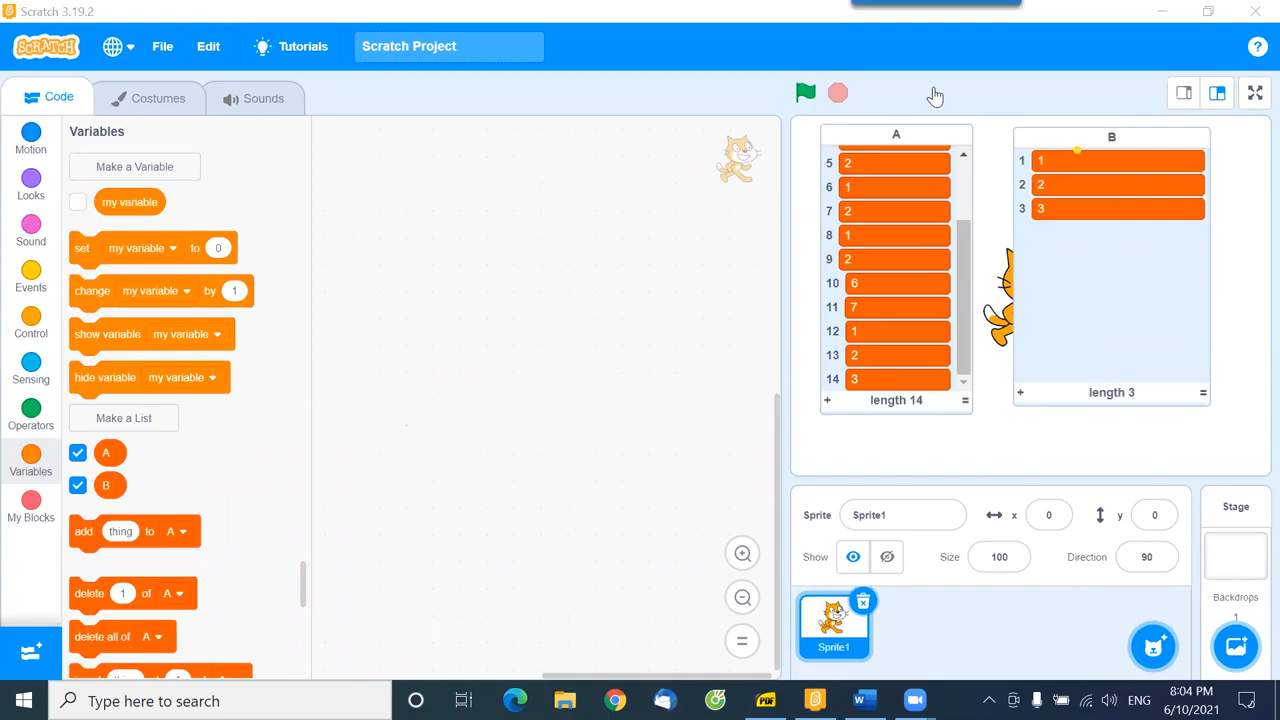 Scratch 3.19.2
SCRATCH
File
Edit
Tutorials
Scratch Project
Code
Costumes
Sounds
Motion
Looks
Sound
Events
Control
Sensing
Operators
Variables
My Blocks
Variables
Make a Variable
my variable
set my variable to 0
change my variable by 1
show variable my variable
hide variable my variable
Make a List
A
B
add thing to A
delete 1 of A
delete all of A
A
5 2
6 1
7 2
8 1
9 2
10 6
11 7
12 1
13 2
14 3
+ length 14 =
B
1 1
2 2
3 3
+ length 3 =
Sprite Sprite1 x 0 y 0
Show Size 100 Direction 90
Sprite1
Stage
Backdrops
1
Type here to search
PDF
ENG
8:04 PM
6/10/2021